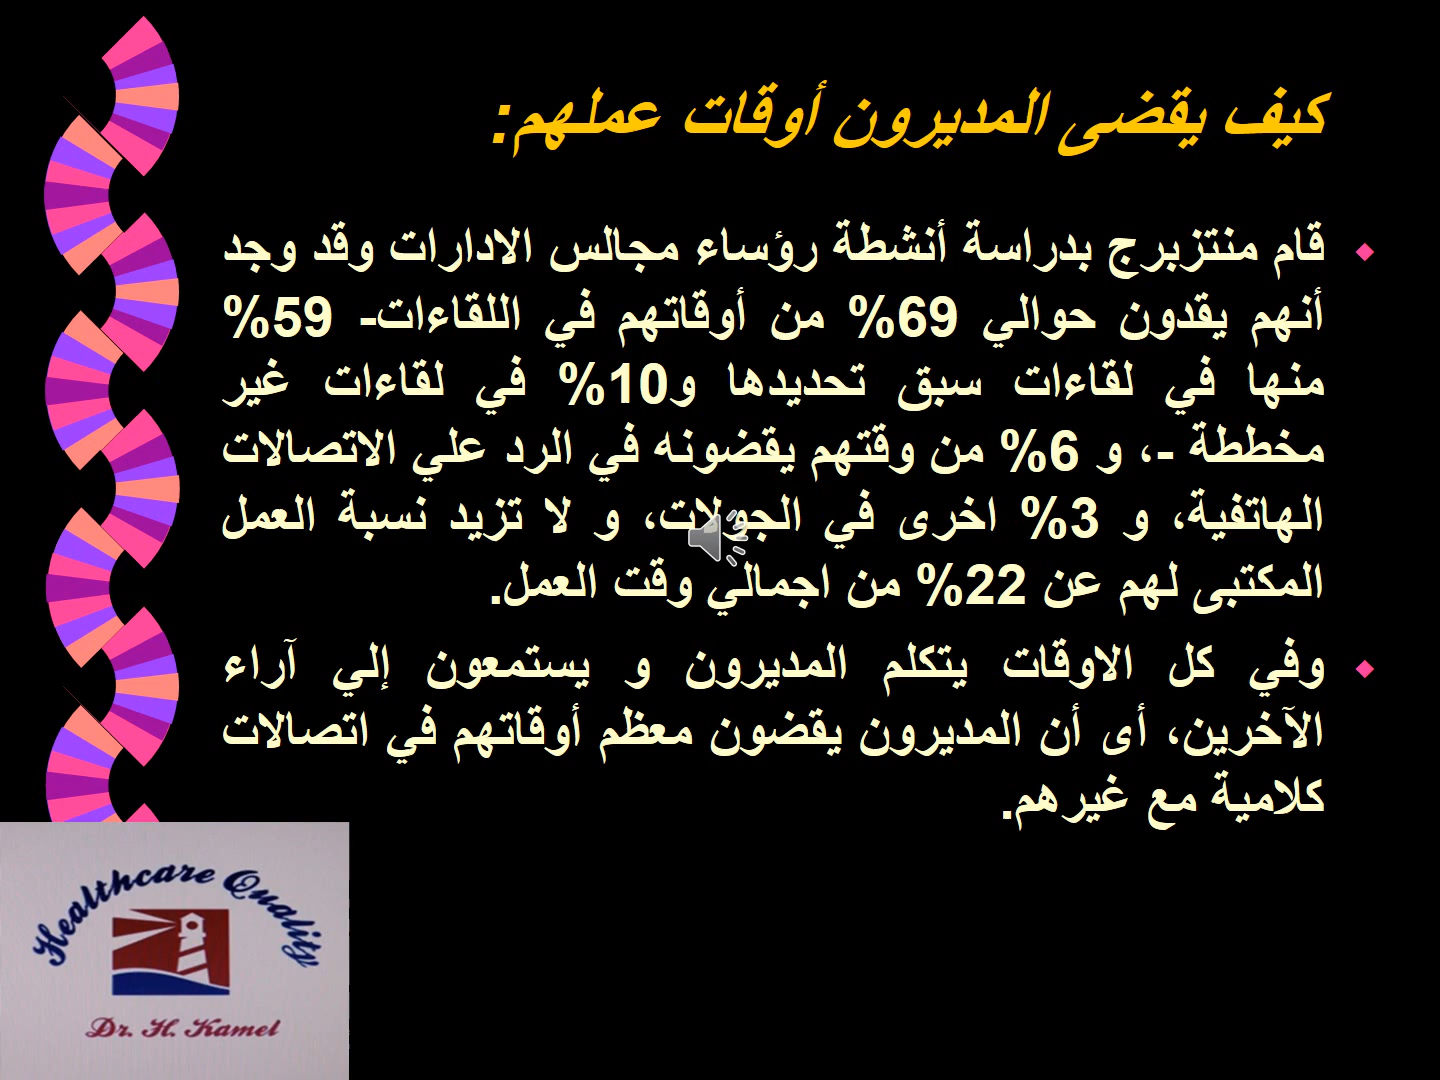 كيف يقضى المديرون أوقات عملهم:
قام منتزبرج بدراسة أنشطة رؤساء مجالس الادارات وقد وجد
أنهم يقدون حوالي 69% من أوقاتهم في اللقاءات- 59%
منها في لقاءات سبق تحديدها و10% في لقاءات غير
مخططة -، و 6% من وقتهم يقضونه في الرد علي الاتصالات
الهاتفية، و 3% اخرى في الجولات، و لا تزيد نسبة العمل
المكتبى لهم عن 22% من اجمالي وقت العمل.
وفي كل الاوقات يتكلم المديرون و يستمعون إلي آراء
الآخرين، أى أن المديرون يقضون معظم أوقاتهم في اتصالات
كلامية مع غيرهم.
Healthcare Quality
Dr. H. Kamel